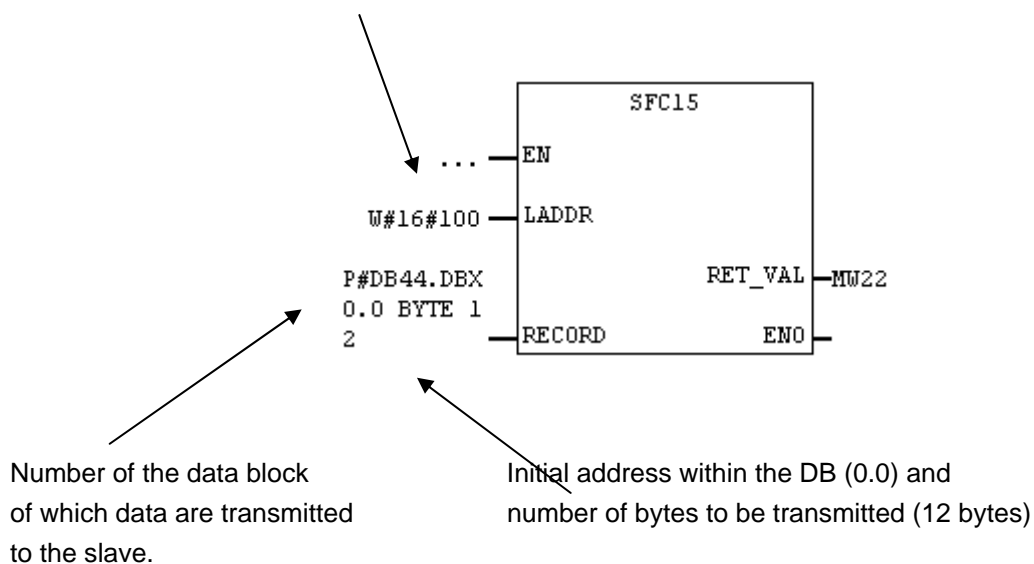 SFC15
... EN
W#16#100 LADDR
P#DB44.DBX RET_VAL MW22
0.0 BYTE 1
2 RECORD ENO
Number of the data block
of which data are transmitted
to the slave.
Initial address within the DB (0.0) and
number of bytes to be transmitted (12 bytes)